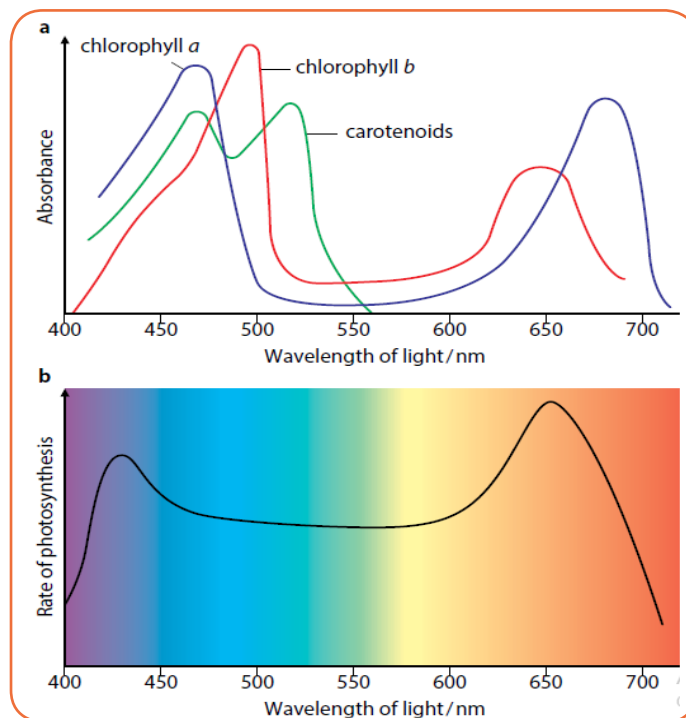 a
chlorophyll a
chlorophyll b
carotenoids
Absorbance
400 450 500 550 600 650 700
Wavelength of light/nm
b
Rate of photosynthesis
400 450 500 550 600 650 700
Wavelength of light/nm